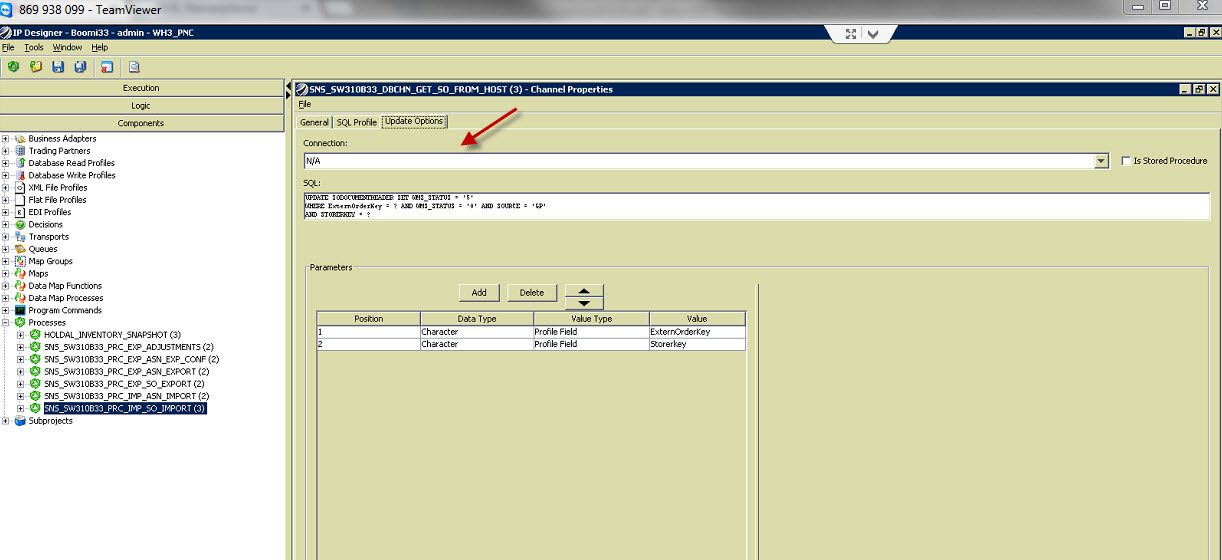 869 938 099 - TeamViewer
IP Designer - Boomi33 - admin - WH3_PNC
File Tools Window Help
Execution
Logic
Components
Business Adapters
Trading Partners
Database Read Profiles
Database Write Profiles
XML File Profiles
Flat File Profiles
EDI Profiles
Decisions
Transports
Queues
Map Groups
Maps
Data Map Functions
Data Map Processes
Program Commands
Processes
HOLDAL_INVENTORY_SNAPSHOT (3)
SNS_SW310B33_PRC_EXP_ADJUSTMENTS (2)
SNS_SW310B33_PRC_EXP_ASN_EXP_CONF (2)
SNS_SW310B33_PRC_EXP_ASN_EXPORT (2)
SNS_SW310B33_PRC_EXP_SO_EXPORT (2)
SNS_SW310B33_PRC_IMP_ASN_IMPORT (2)
SNS_SW310B33_PRC_IMP_SO_IMPORT (3)
Subprojects
SNS_SW310B33_DBCHN_GET_SO_FROM_HOST (3) - Channel Properties
File
General SQL Profile Update Options
Connection:
N/A
Is Stored Procedure
SQL:
UPDATE SODOCUMENTHEADER SET WMS_STATUS = '5'
WHERE ExternOrderKey = ? AND WMS_STATUS = '0' AND SOURCE =
AND STORERKEY = ?
Parameters
Add Delete
Position Data Type Value Type Value
1 Character Profile Field ExternOrderKey
2 Character Profile Field Storerkey